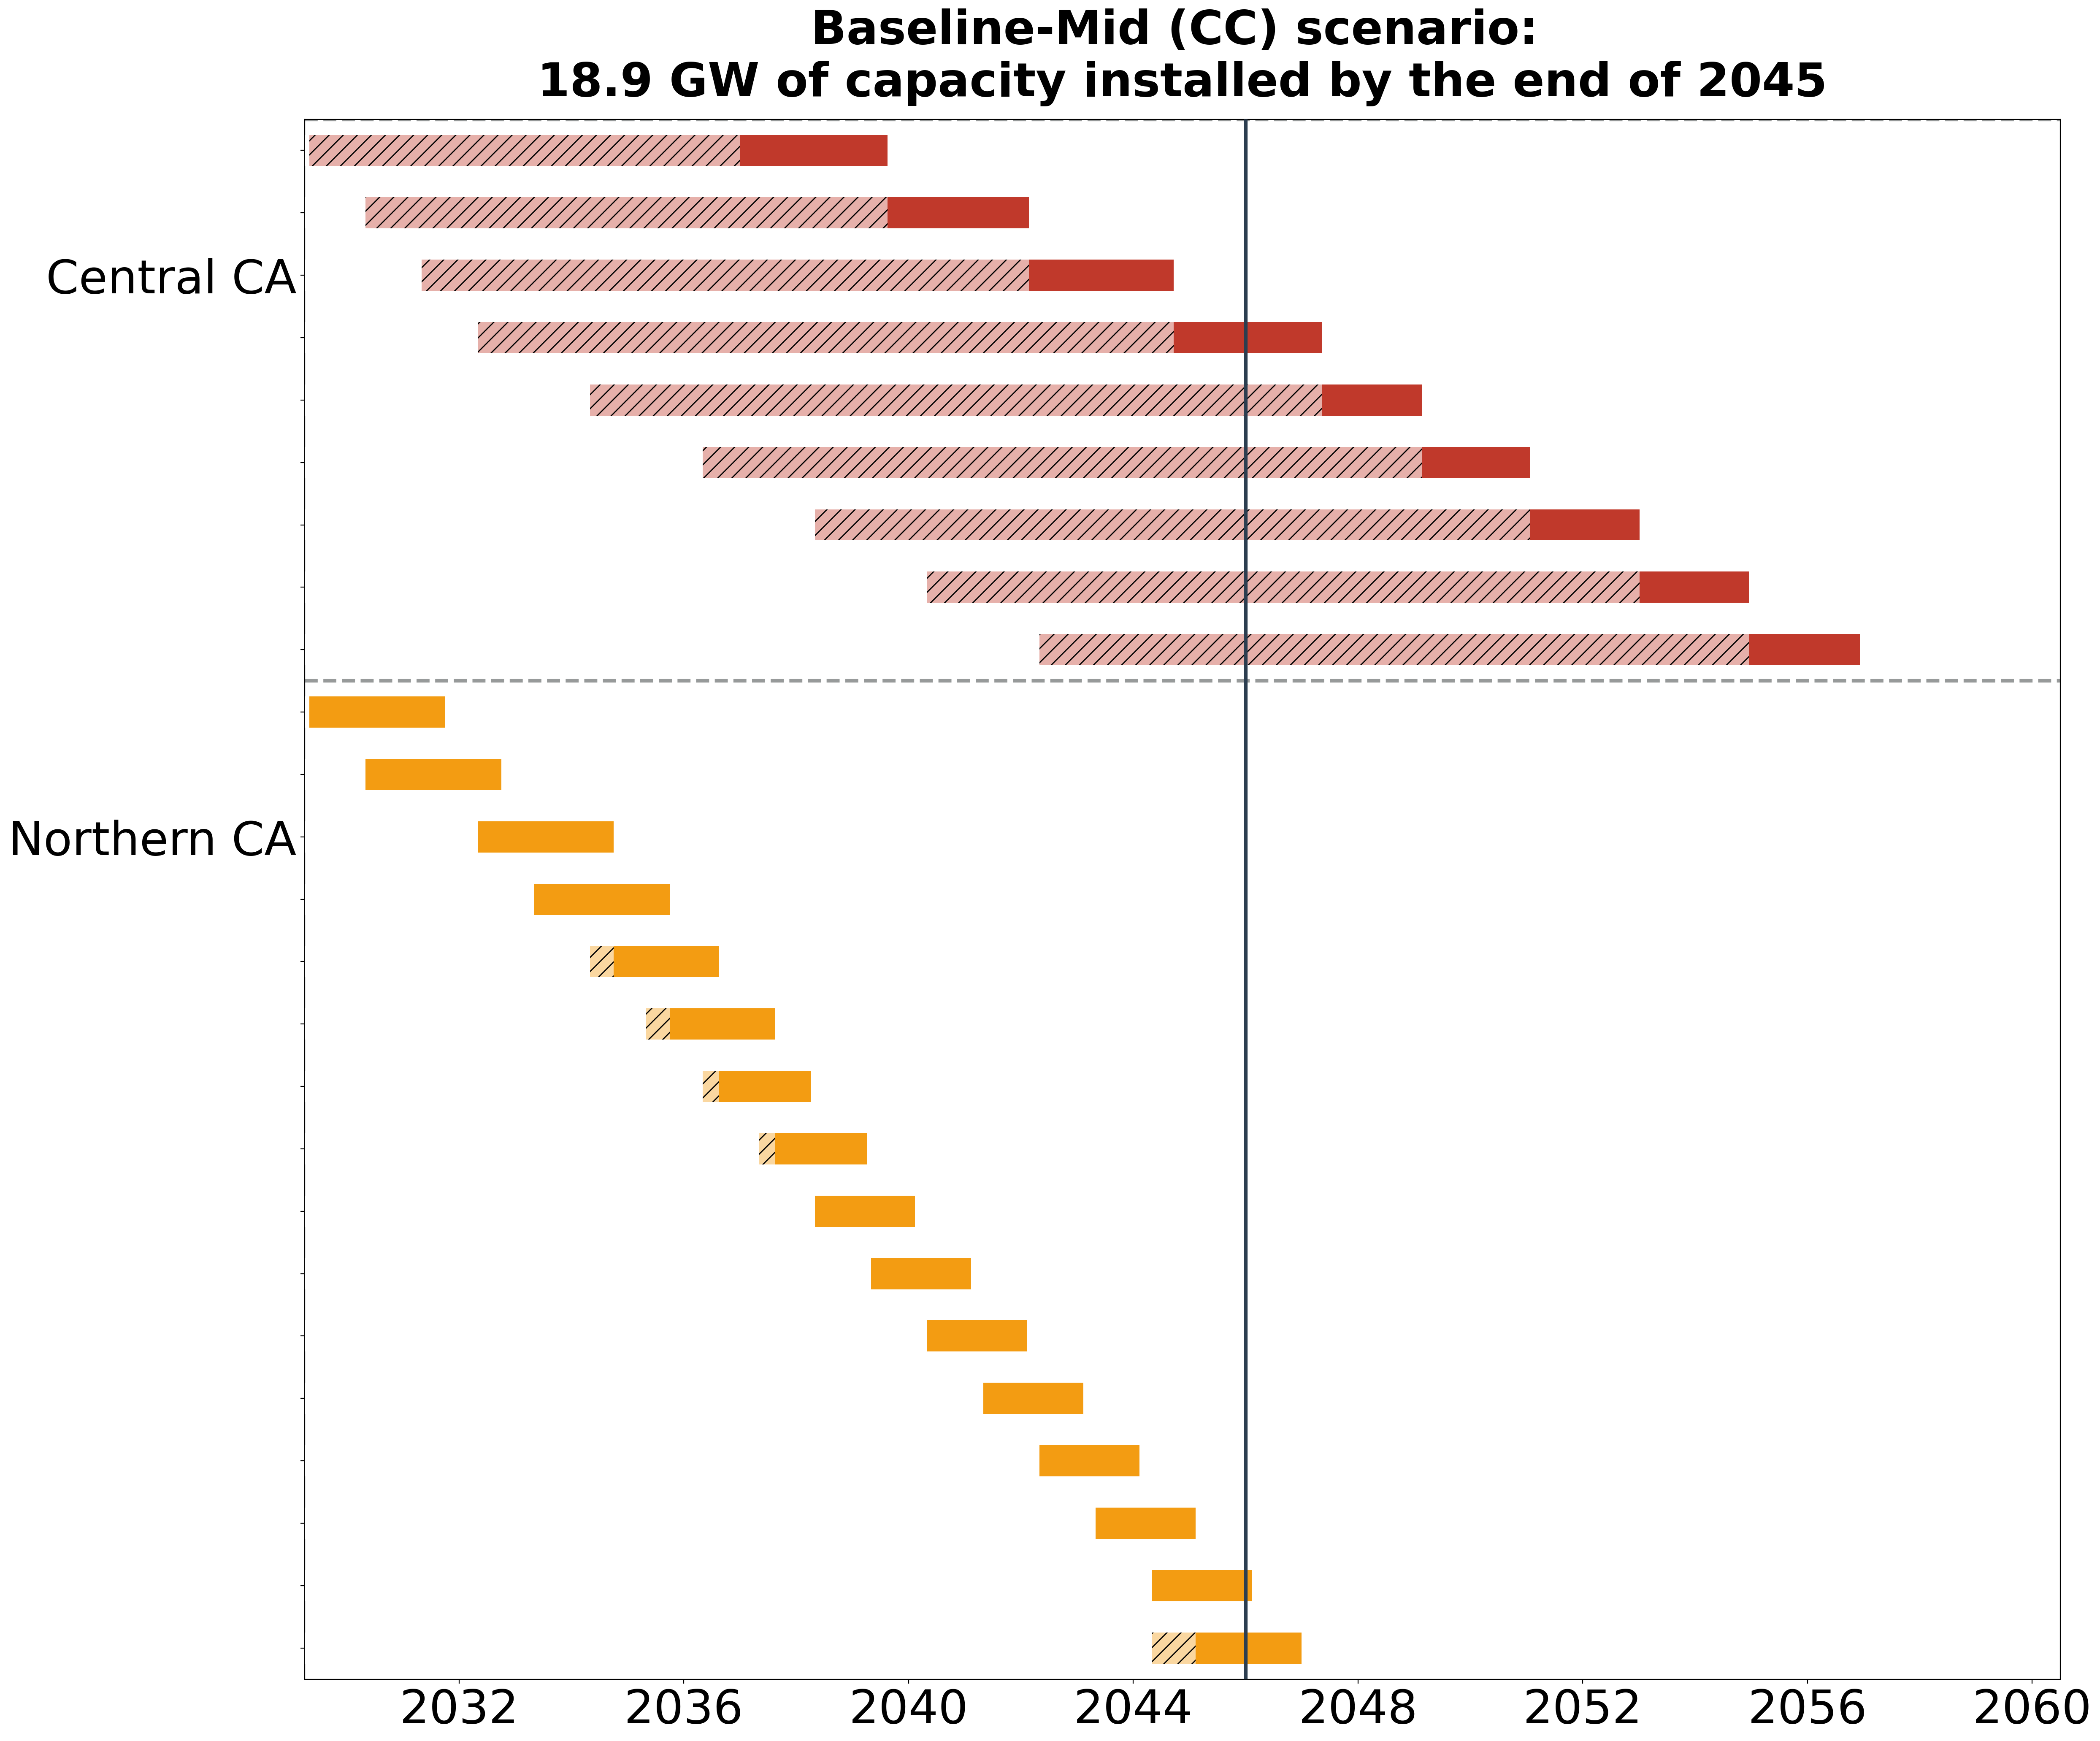 Baseline-Mid (CC) scenario:
18.9 GW of capacity installed by the end of 2045
Central CA
Northern CA
2032 2036 2040 2044 2048 2052 2056 2060